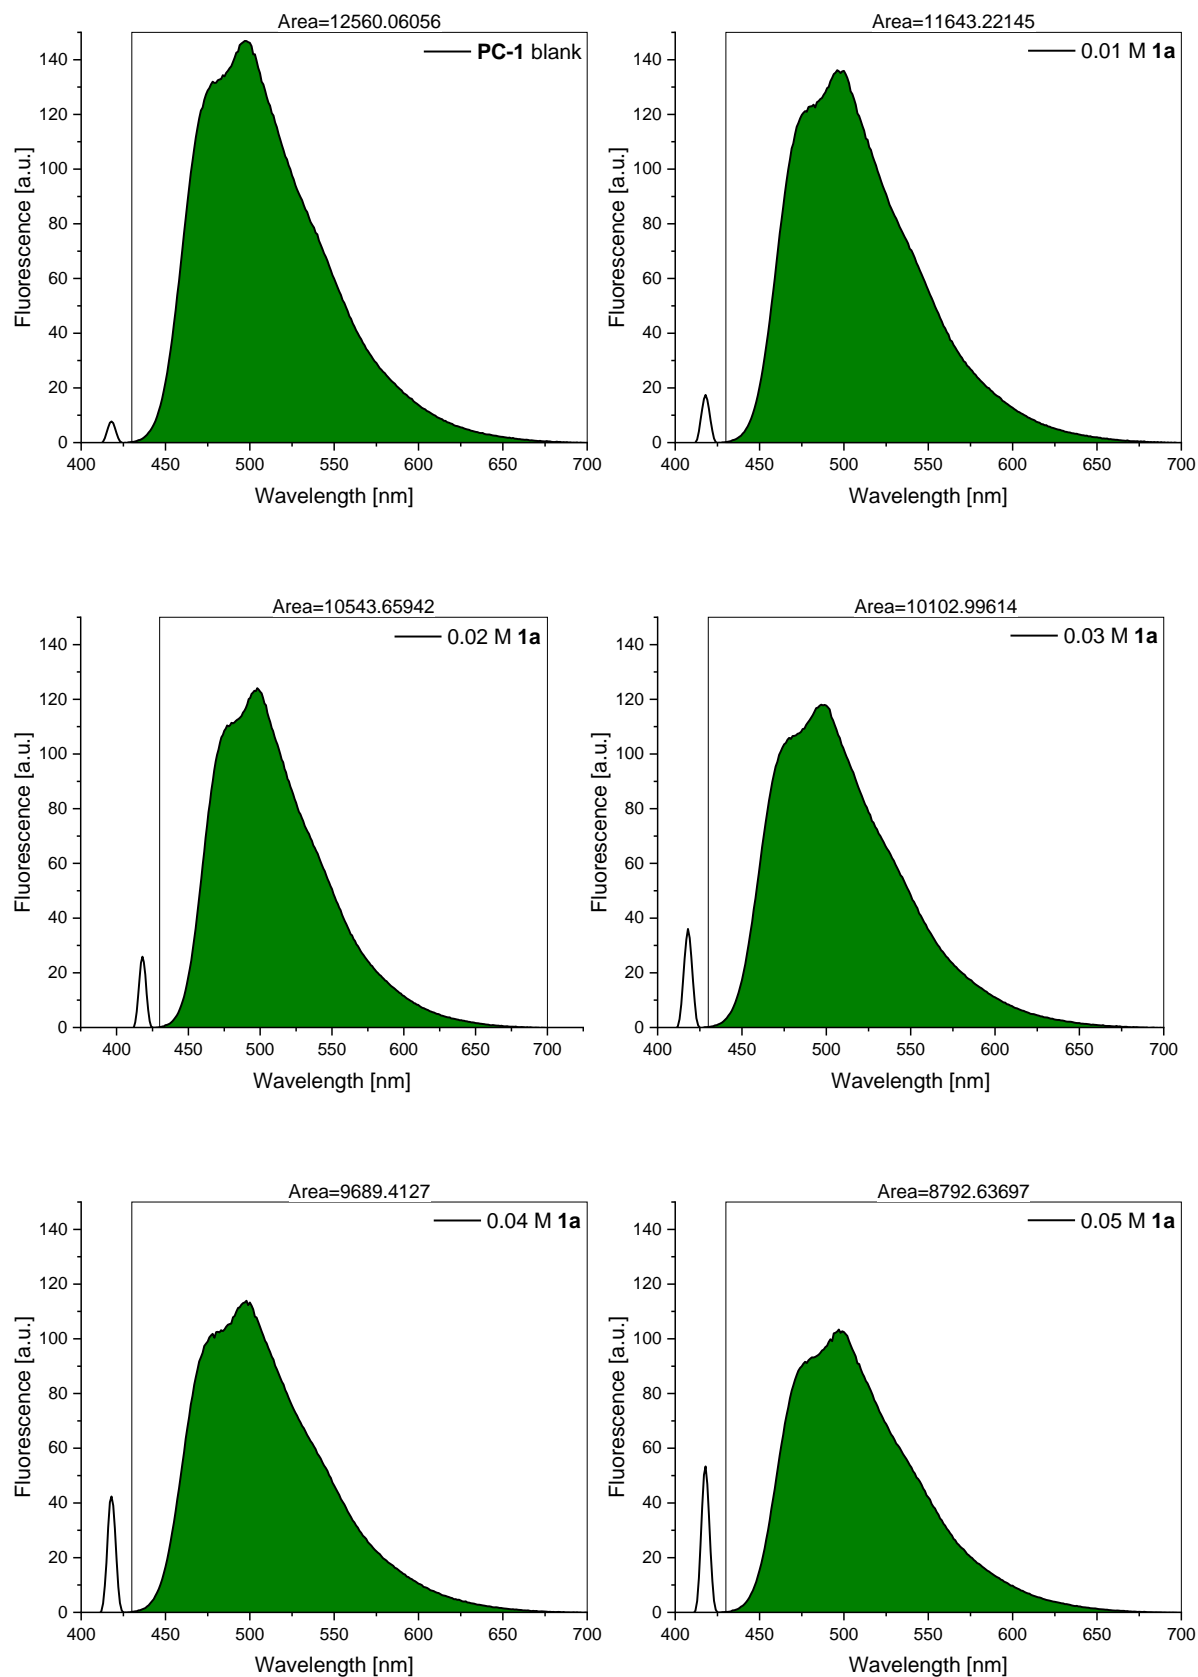 Area=12560.06056
PC-1 blank
Fluorescence [a.u.]
140
120
100
80
60
40
20
0
400 450 500 550 600 650 700
Wavelength [nm]
Area=11643.22145
0.01 M 1a
Fluorescence [a.u.]
140
120
100
80
60
40
20
0
400 450 500 550 600 650 700
Wavelength [nm]
Area=10543.65942
0.02 M 1a
Fluorescence [a.u.]
140
120
100
80
60
40
20
0
400 450 500 550 600 650 700
Wavelength [nm]
Area=10102.99614
0.03 M 1a
Fluorescence [a.u.]
140
120
100
80
60
40
20
0
400 450 500 550 600 650 700
Wavelength [nm]
Area=9689.4127
0.04 M 1a
Fluorescence [a.u.]
140
120
100
80
60
40
20
0
400 450 500 550 600 650 700
Wavelength [nm]
Area=8792.63697
0.05 M 1a
Fluorescence [a.u.]
140
120
100
80
60
40
20
0
400 450 500 550 600 650 700
Wavelength [nm]